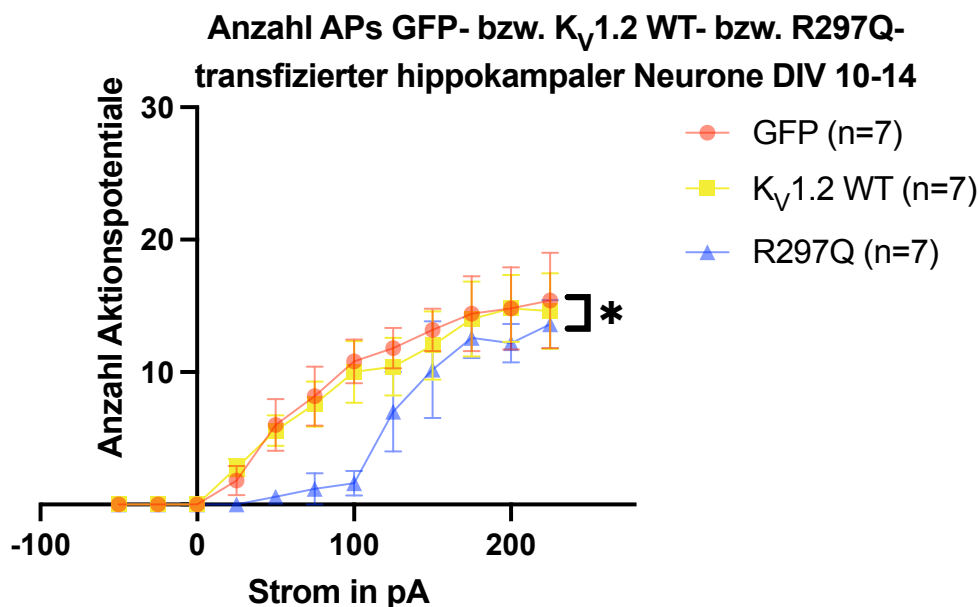 Anzahl APs GFP- bzw. KV1.2 WT- bzw. R297Q-
transfizierter hippokampaler Neurone DIV 10-14
Anzahl Aktionspotentiale
30
20
10
-100 0 100 200
Strom in pA
GFP (n=7)
KV1.2 WT (n=7)
R297Q (n=7)
*